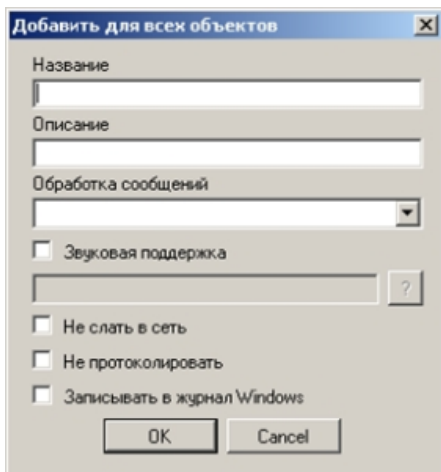 Добавить для всех объектов
Название
Описание
Обработка сообщений
Звуковая поддержка
?
Не слать в сеть
Не протоколировать
Записывать в журнал Windows
OK Cancel